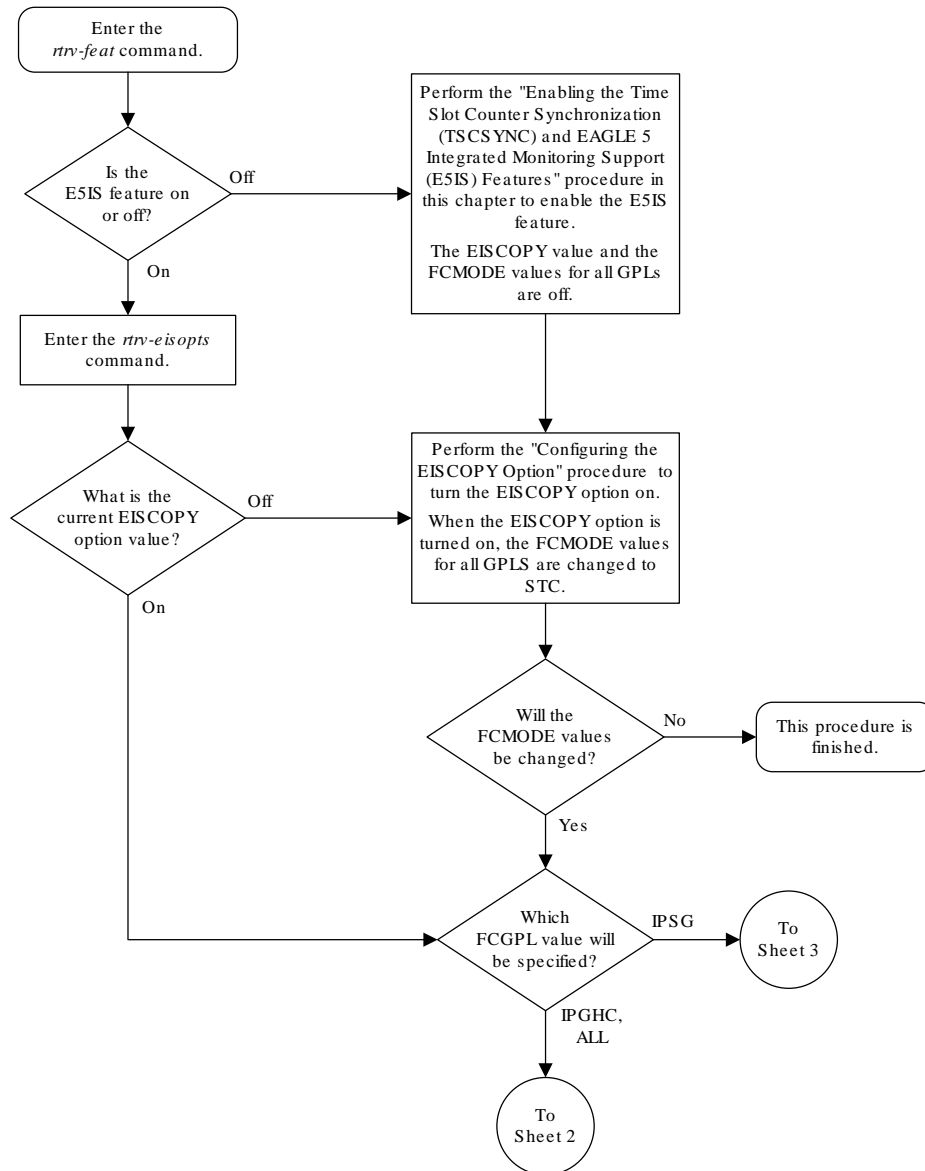 Enter the
rtrv-feat command.
Is the
E5IS feature on
or off?
Off
On
Perform the "Enabling the Time
Slot Counter Synchronization
(TSCSYNC) and EAGLE 5
Integrated Monitoring Support
(E5IS) Features" procedure in
this chapter to enable the E5IS
feature.
The EISCOPY value and the
FCMODE values for all GPLs
are off.
Enter the rtrv-eisopts
command.
What is the
current EISCOPY
option value?
Off
On
Perform the "Configuring the
EISCOPY Option" procedure to
turn the EISCOPY option on.
When the EISCOPY option is
turned on, the FCMODE values
for all GPLS are changed to
STC.
Will the
FCMODE values
be changed?
No
This procedure is
finished.
Yes
Which
FCGPL value will
be specified?
IPSG
To
Sheet 3
IPGHC,
ALL
To
Sheet 2